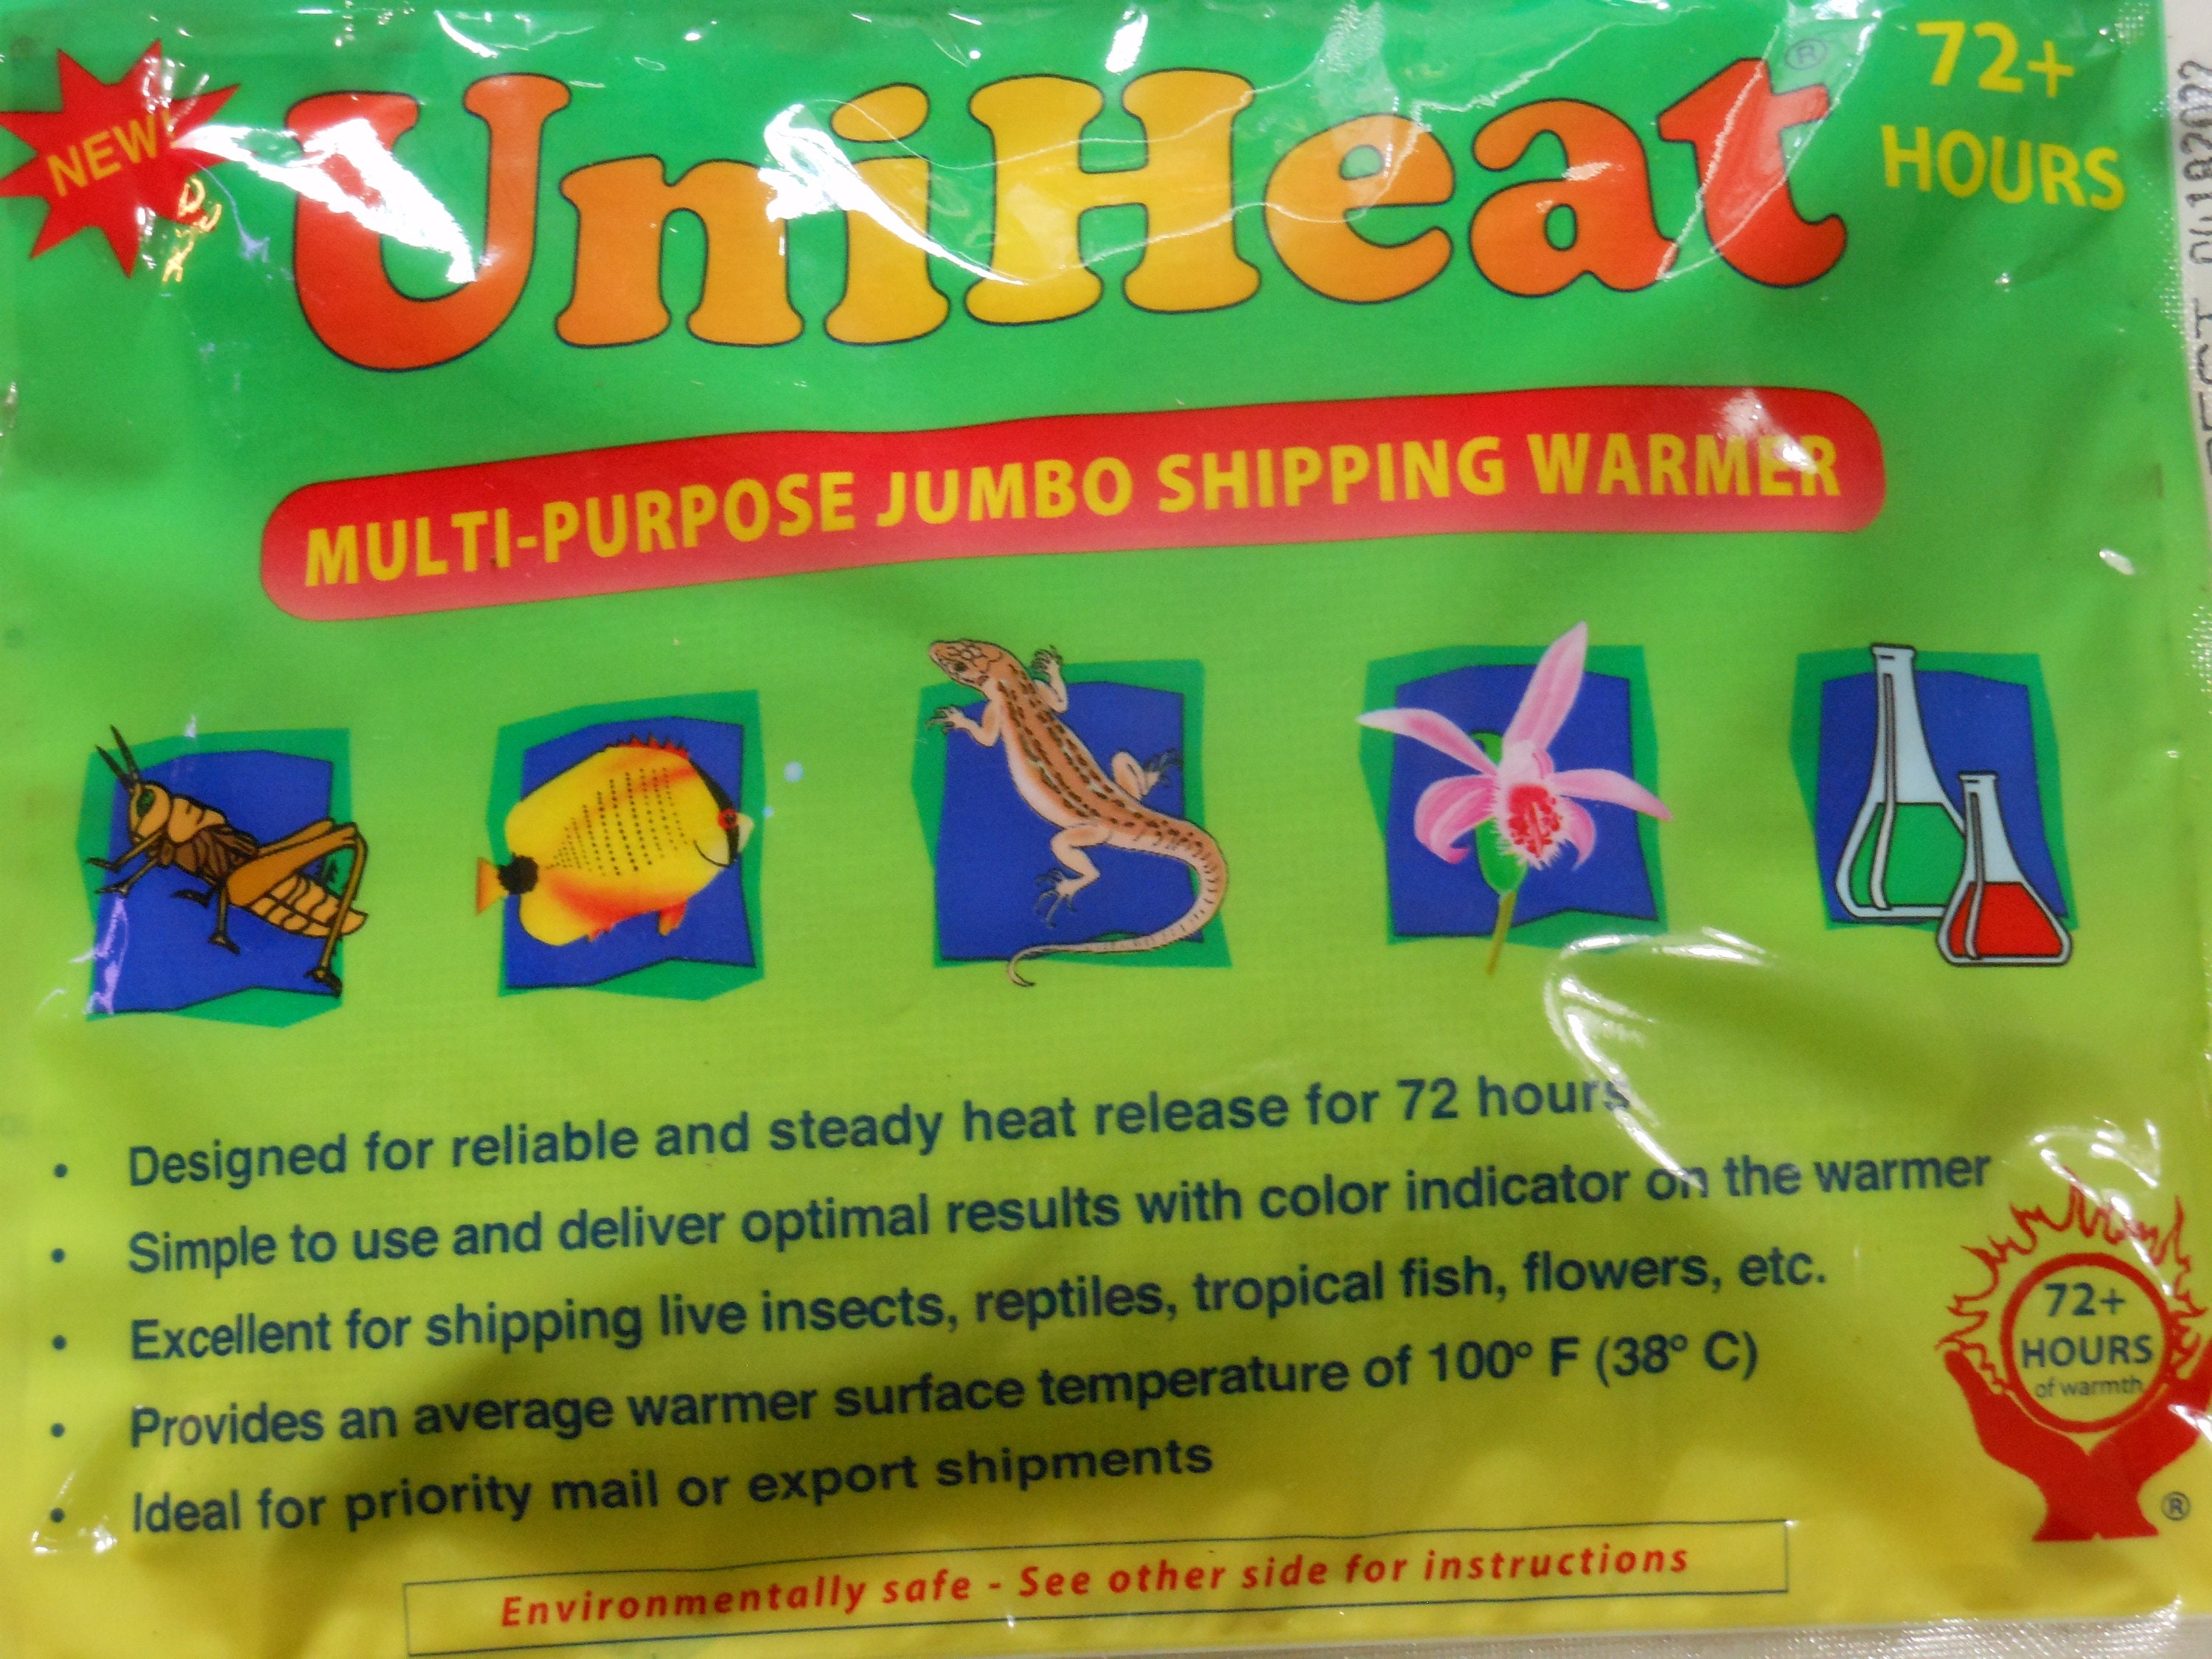 NEW!
UniHeat®
72+
HOURS
MULTI-PURPOSE JUMBO SHIPPING WARMER
• Designed for reliable and steady heat release for 72 hours
• Simple to use and deliver optimal results with color indicator on the warmer
• Excellent for shipping live insects, reptiles, tropical fish, flowers, etc.
• Provides an average warmer surface temperature of 100° F (38° C)
• Ideal for priority mail or export shipments
72+
HOURS
of warmth
®
Environmentally safe - See other side for instructions